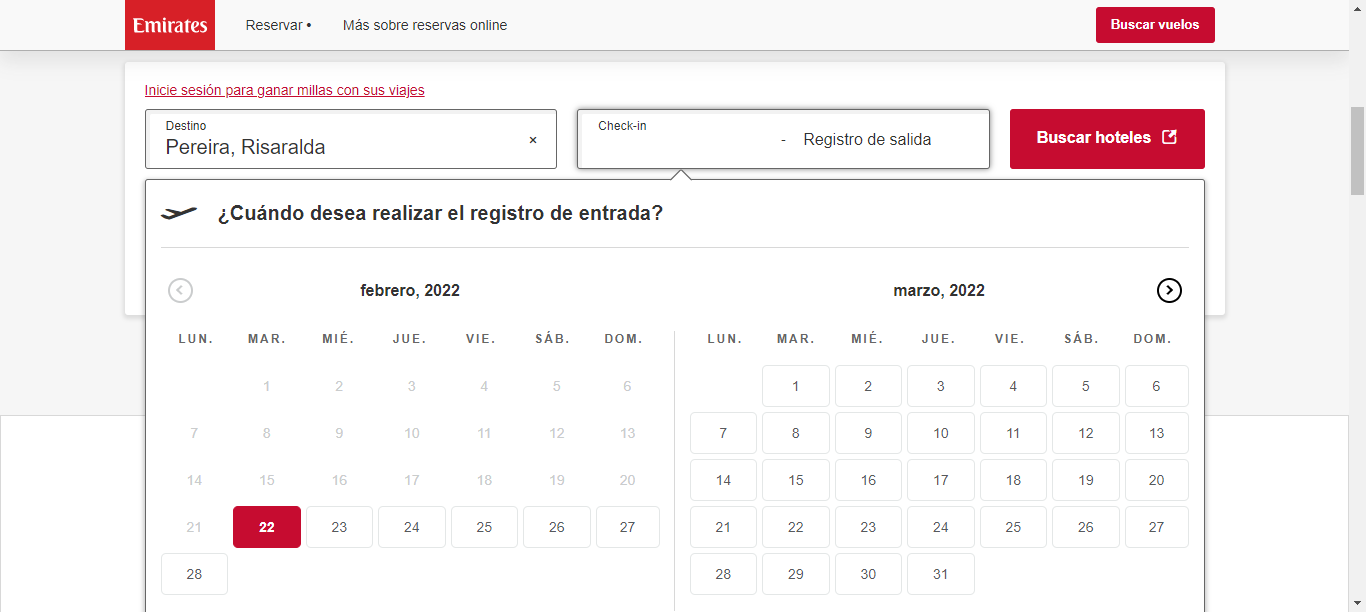 Emirates Reservar • Más sobre reservas online Buscar vuelos
Inicie sesión para ganar millas con sus viajes
Destino
Pereira, Risaralda ×
Check-in
- Registro de salida
Buscar hoteles
¿Cuándo desea realizar el registro de entrada?
febrero, 2022
LUN. MAR. MIÉ. JUE. VIE. SÁB. DOM.
1 2 3 4 5 6
7 8 9 10 11 12 13
14 15 16 17 18 19 20
21 22 23 24 25 26 27
28
marzo, 2022
LUN. MAR. MIÉ. JUE. VIE. SÁB. DOM.
1 2 3 4 5 6
7 8 9 10 11 12 13
14 15 16 17 18 19 20
21 22 23 24 25 26 27
28 29 30 31